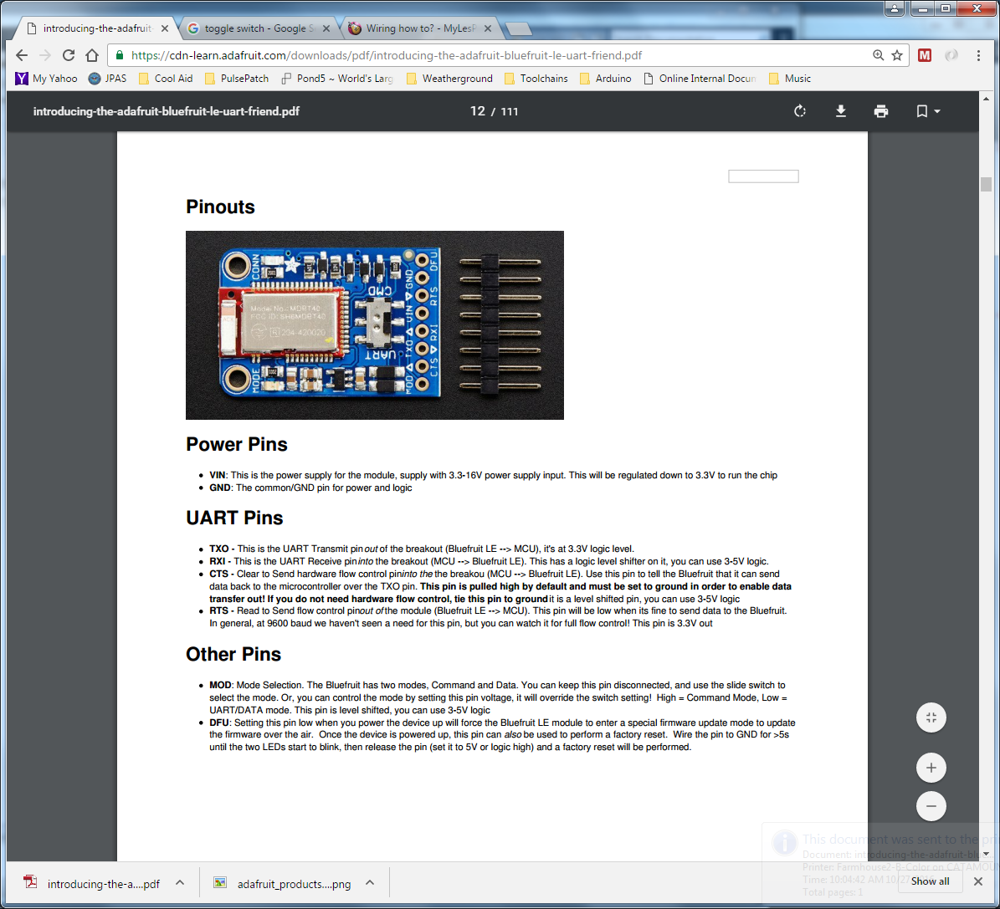 introducing-the-adafruit-
toggle switch - Google S
Wiring how to? - MyLesP
https://cdn-learn.adafruit.com/downloads/pdf/introducing-the-adafruit-bluefruit-le-uart-friend.pdf
M
My Yahoo
JPAS
Cool Aid
PulsePatch
Pond5 ~ World's Larg
Weatherground
Toolchains
Arduino
Online Internal Docun
Music
introducing-the-adafruit-bluefruit-le-uart-friend.pdf
12 / 111
Pinouts
CONN
MODE
Model No.: MDBT40
FCC ID: SH6MDBT40
CMD
UART
DFU
GND
RTS
VIN
RXI
TXO
CTS
MOD
Power Pins
• VIN: This is the power supply for the module, supply with 3.3-16V power supply input. This will be regulated down to 3.3V to run the chip
• GND: The common/GND pin for power and logic
UART Pins
• TXO - This is the UART Transmit pin out of the breakout (Bluefruit LE --> MCU), it's at 3.3V logic level.
• RXI - This is the UART Receive pin into the breakout (MCU --> Bluefruit LE). This has a logic level shifter on it, you can use 3-5V logic.
• CTS - Clear to Send hardware flow control pin into the the breakou (MCU --> Bluefruit LE). Use this pin to tell the Bluefruit that it can send
data back to the microcontroller over the TXO pin. This pin is pulled high by default and must be set to ground in order to enable data
transfer out! If you do not need hardware flow control, tie this pin to ground it is a level shifted pin, you can use 3-5V logic
• RTS - Read to Send flow control pin out of the module (Bluefruit LE --> MCU). This pin will be low when its fine to send data to the Bluefruit.
In general, at 9600 baud we haven't seen a need for this pin, but you can watch it for full flow control! This pin is 3.3V out
Other Pins
• MOD: Mode Selection. The Bluefruit has two modes, Command and Data. You can keep this pin disconnected, and use the slide switch to
select the mode. Or, you can control the mode by setting this pin voltage, it will override the switch setting! High = Command Mode, Low =
UART/DATA mode. This pin is level shifted, you can use 3-5V logic
• DFU: Setting this pin low when you power the device up will force the Bluefruit LE module to enter a special firmware update mode to update
the firmware over the air. Once the device is powered up, this pin can also be used to perform a factory reset. Wire the pin to GND for >5s
until the two LEDs start to blink, then release the pin (set it to 5V or logic high) and a factory reset will be performed.
This document was sent to the pri
Document: introducing-the-adafruit-blu
Printer: Farmhouse2-B-Color on CATAMOU
Time: 10:04:42 AM 10/27
Total pages: 1
introducing-the-a....pdf
adafruit_products....png
Show all